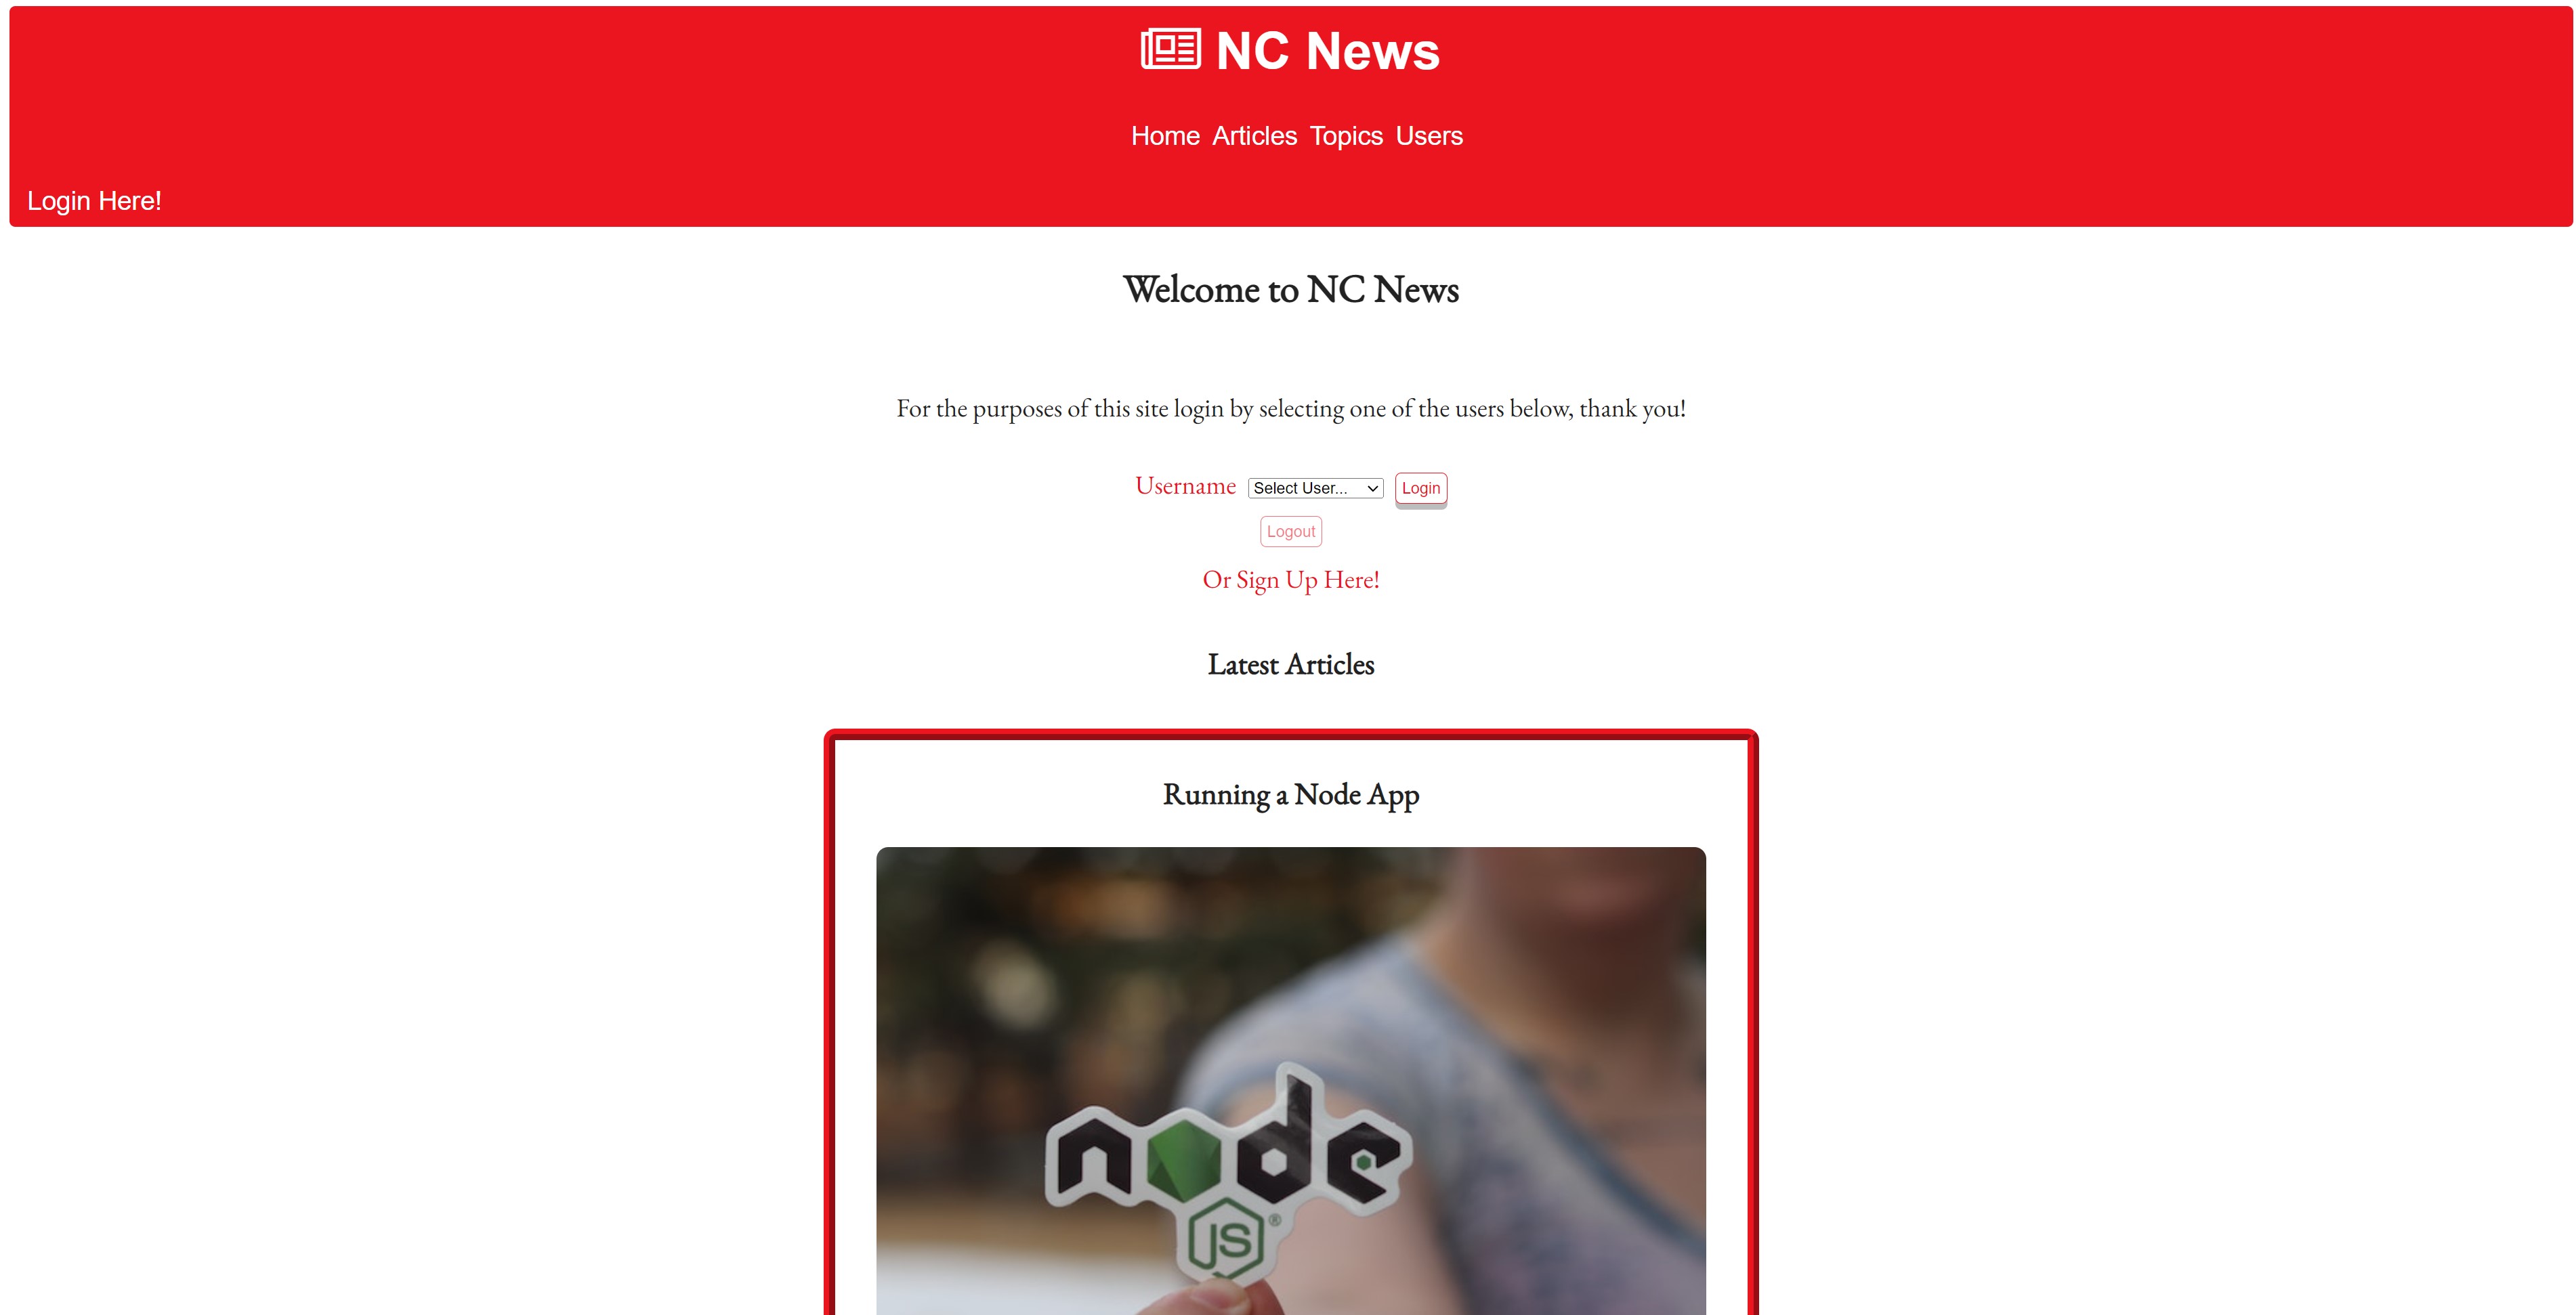 NC News
Home Articles Topics Users
Login Here!
Welcome to NC News
For the purposes of this site login by selecting one of the users below, thank you!
Username Select User... Login
Logout
Or Sign Up Here!
Latest Articles
Running a Node App
node
JS®